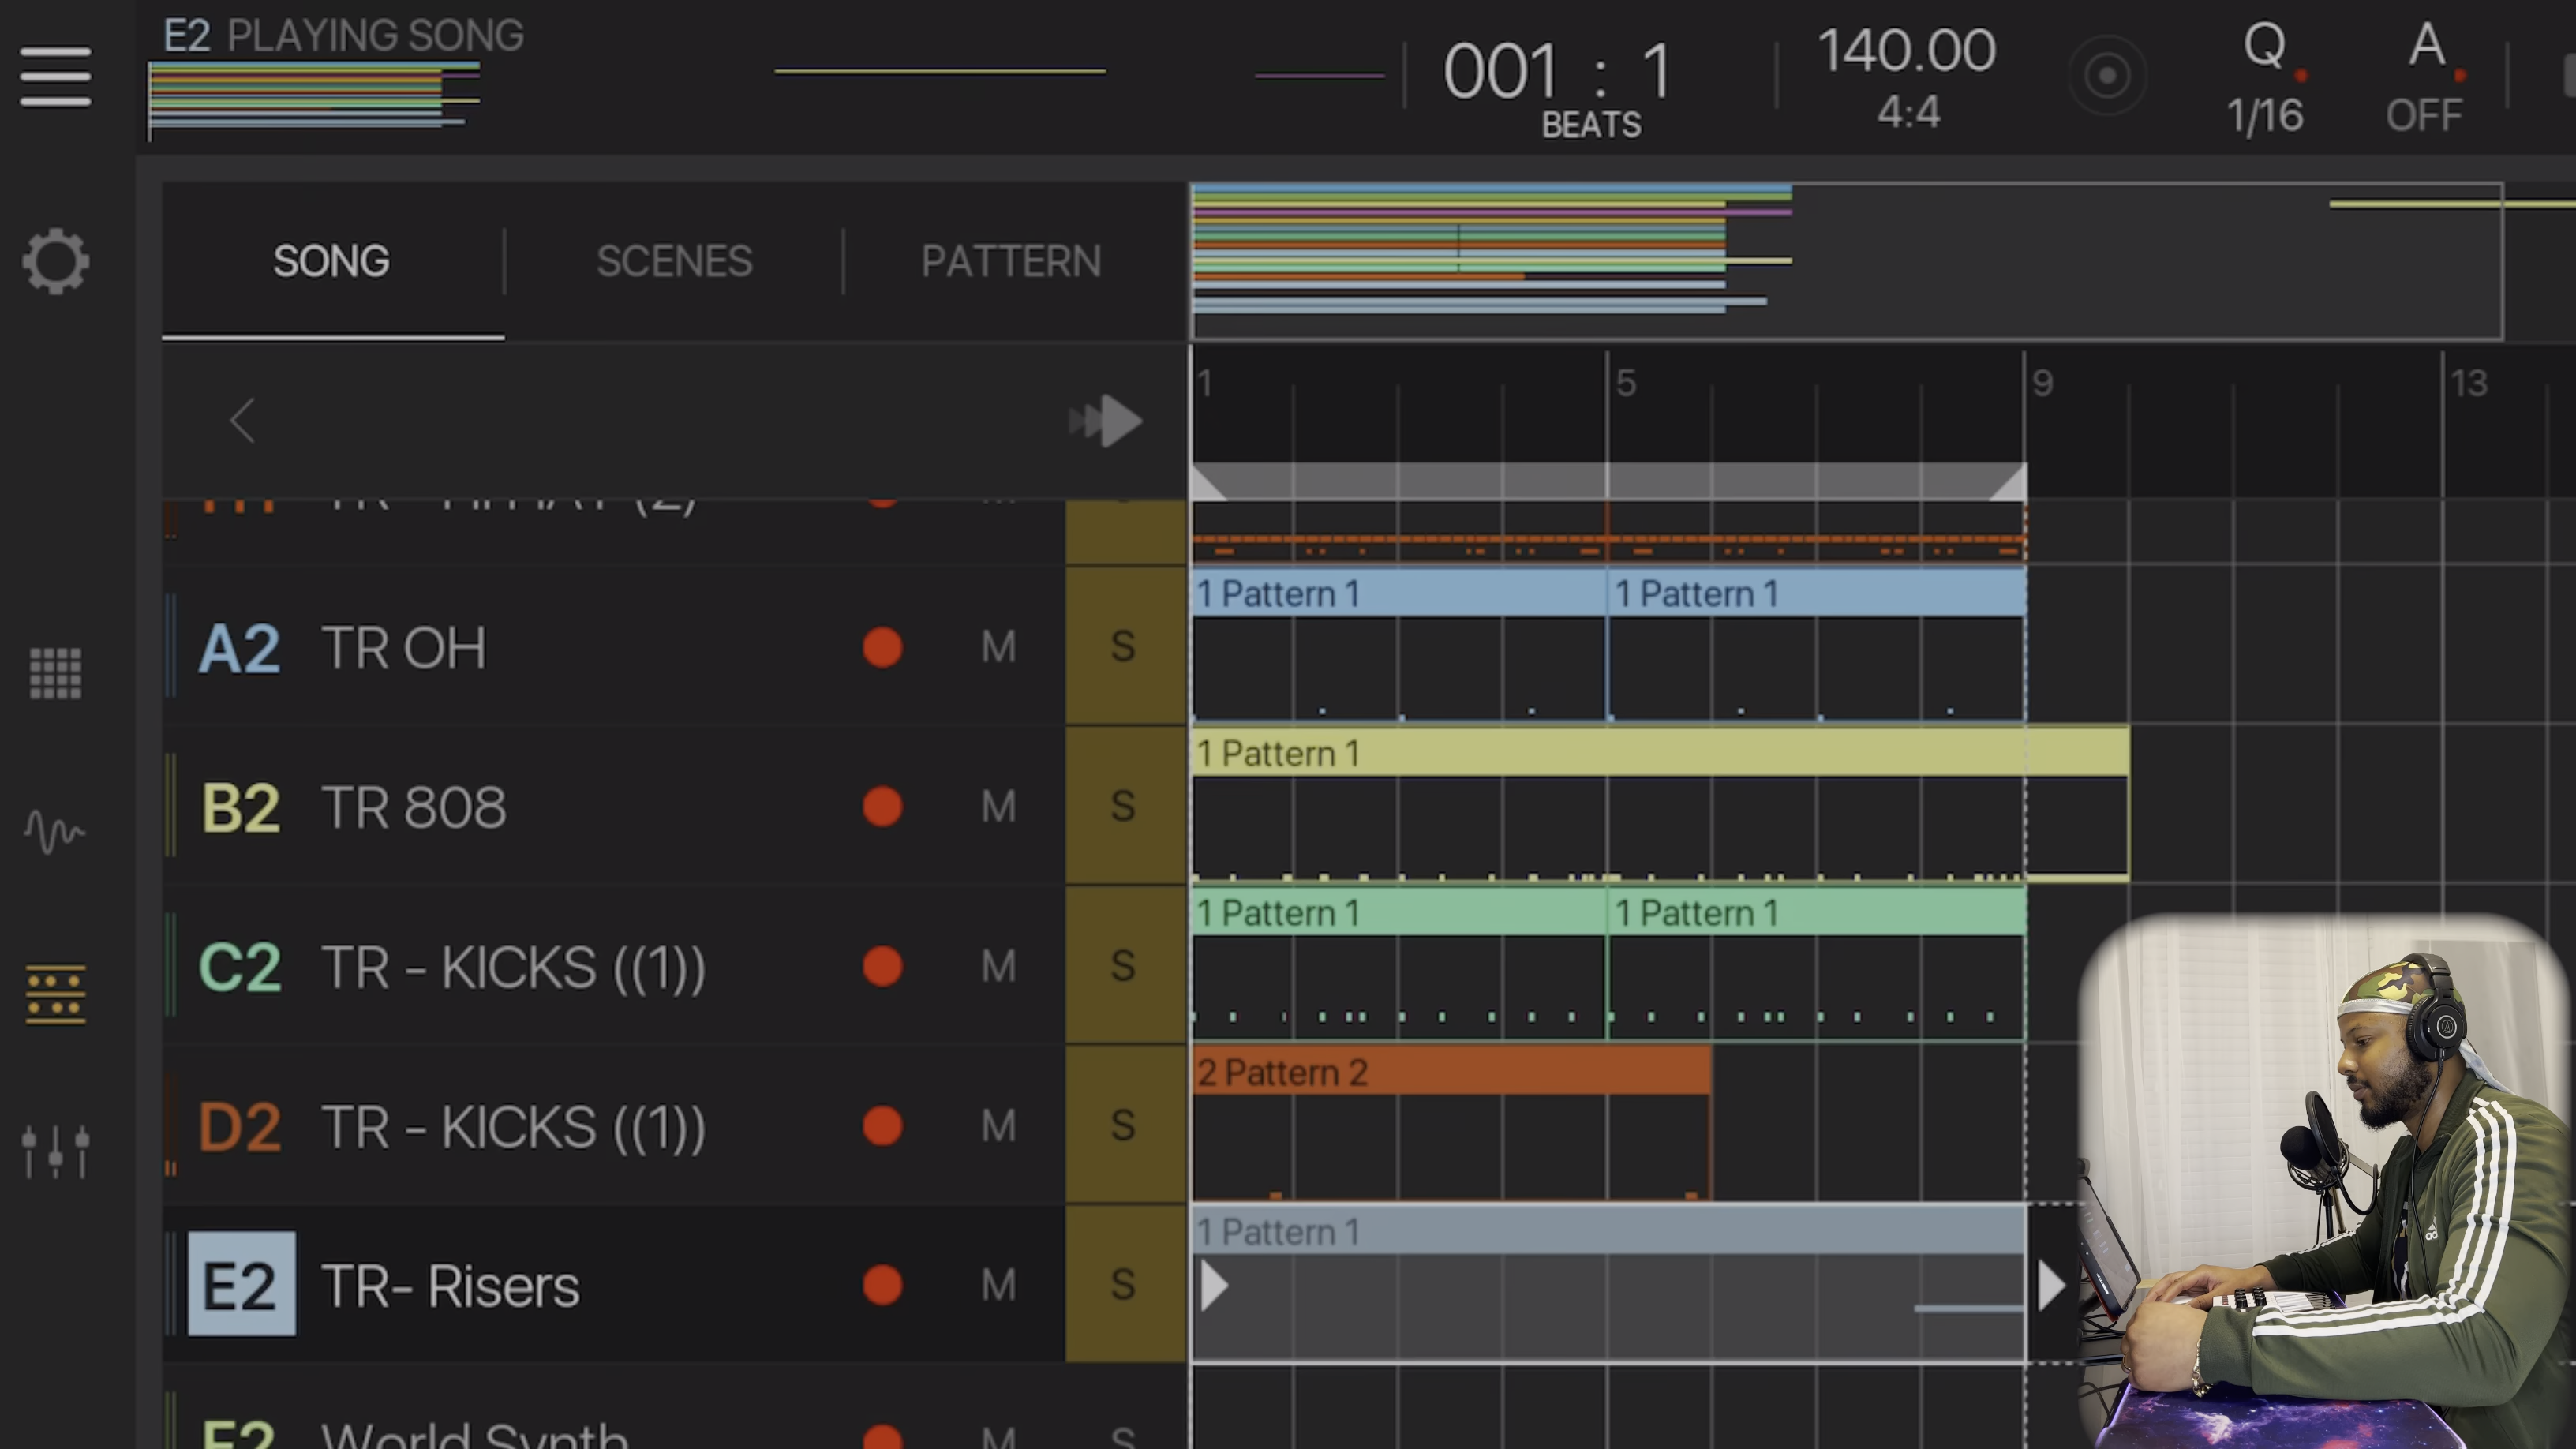 E2 PLAYING SONG
001 : 1
BEATS
140.00
4:4
Q
1/16
A
OFF
SONG
SCENES
PATTERN
1
5
9
13
A2 TR OH M S
1 Pattern 1
1 Pattern 1
B2 TR 808 M S
1 Pattern 1
C2 TR - KICKS ((1)) M S
1 Pattern 1
1 Pattern 1
D2 TR - KICKS ((1)) M S
2 Pattern 2
E2 TR- Risers M S
1 Pattern 1
World Synth M S